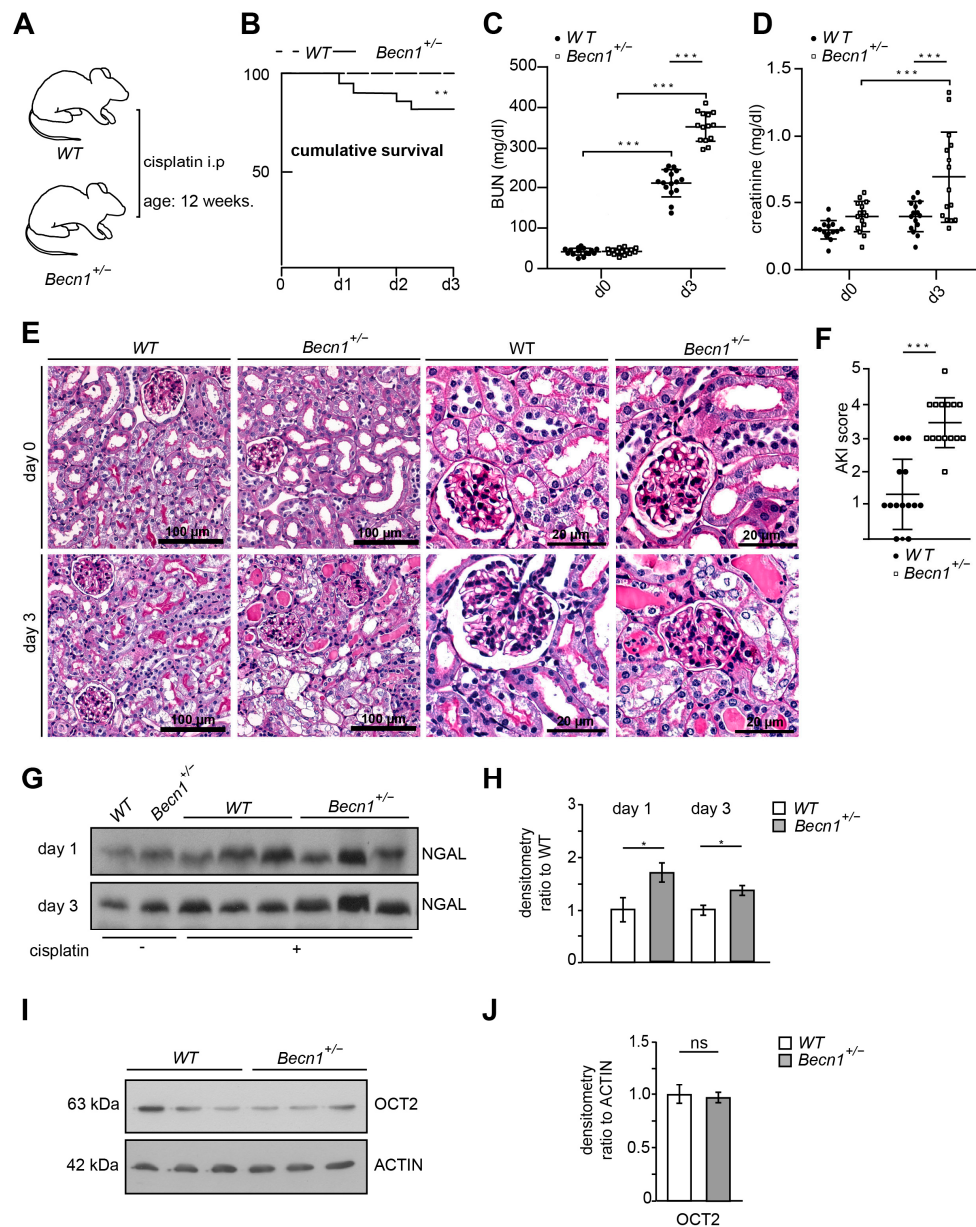 A
WT
Becn1+/−
cisplatin i.p
age: 12 weeks.
B
WT Becn1+/−
100
50
**
cumulative survival
0 d1 d2 d3
C
WT
Becn1+/−
***
***
***
BUN (mg/dl)
500
400
300
200
100
0
d0 d3
D
WT
Becn1+/−
***
***
creatinine (mg/dl)
1.5
1.0
0.5
0.0
d0 d3
E
WT Becn1+/− WT Becn1+/−
day 0
100 µm 100 µm 20 µm 20 µm
day 3
100 µm 100 µm 20 µm 20 µm
F
***
AKI score
5
4
3
2
1
WT
Becn1+/−
G
WT Becn1+/− WT Becn1+/−
day 1 NGAL
day 3 NGAL
cisplatin - +
H
densitometry
ratio to WT
3
2
1
0
day 1 day 3
* *
WT
Becn1+/−
I
WT Becn1+/−
63 kDa OCT2
42 kDa ACTIN
J
densitometry
ratio to ACTIN
1.5
1.0
0.5
0
ns
OCT2
WT
Becn1+/−